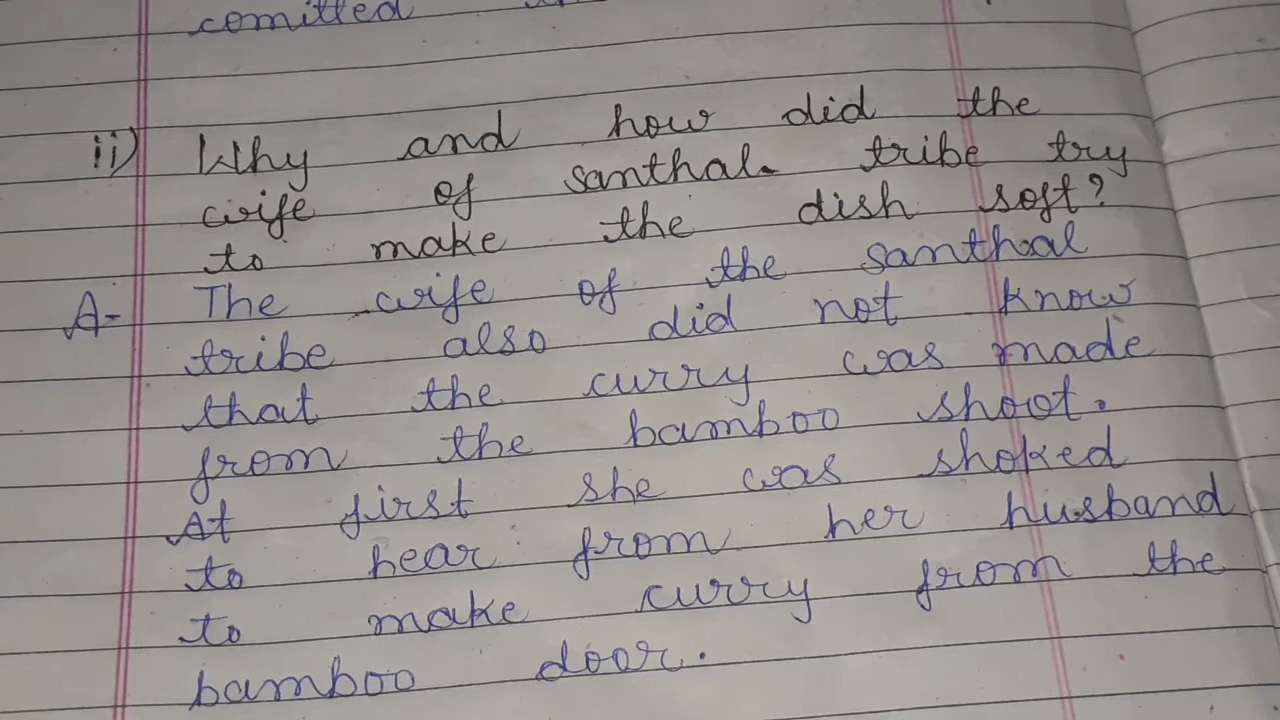 comitted
ii) Why and how did the
wife of santhal tribe try
to make the dish soft?
A- The wife of the santhal
tribe also did not know
that the curry was made
from the bamboo shoot.
At first she was shoked
to hear from her husband
to make curry from the
bamboo door.